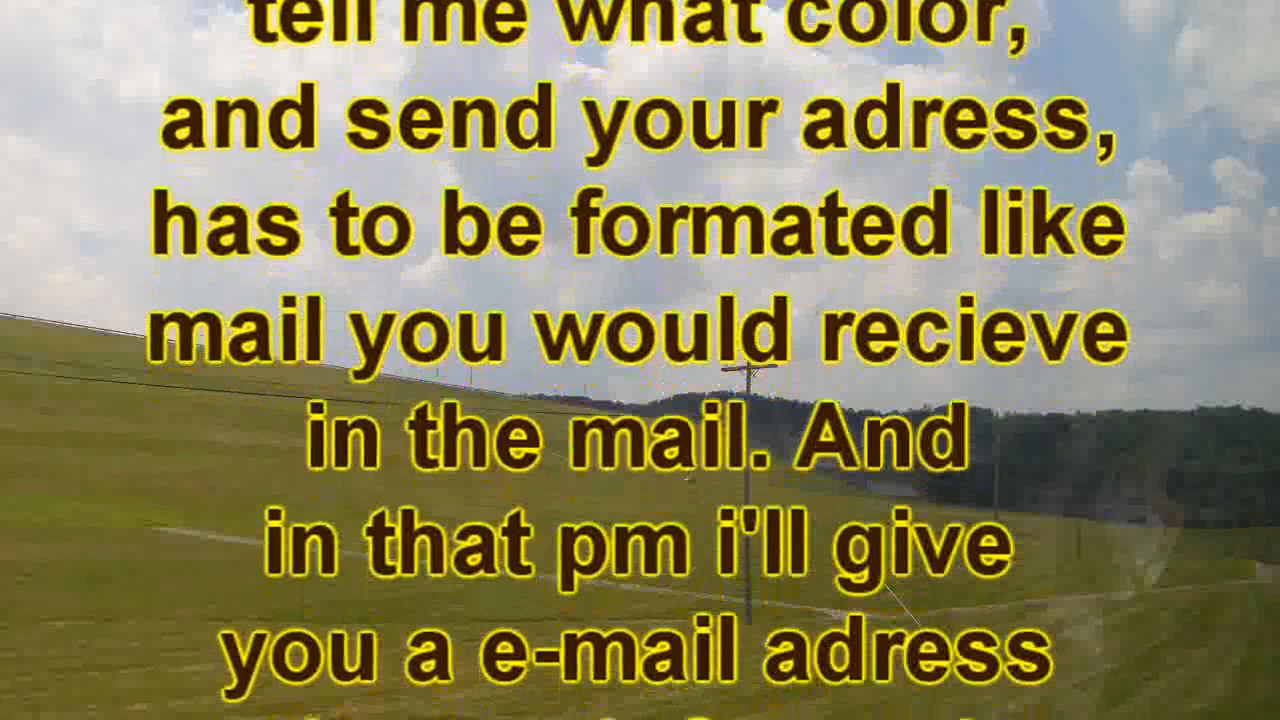 tell me what color,
and send your adress,
has to be formated like
mail you would recieve
in the mail. And
in that pm i'll give
you a e-mail adress